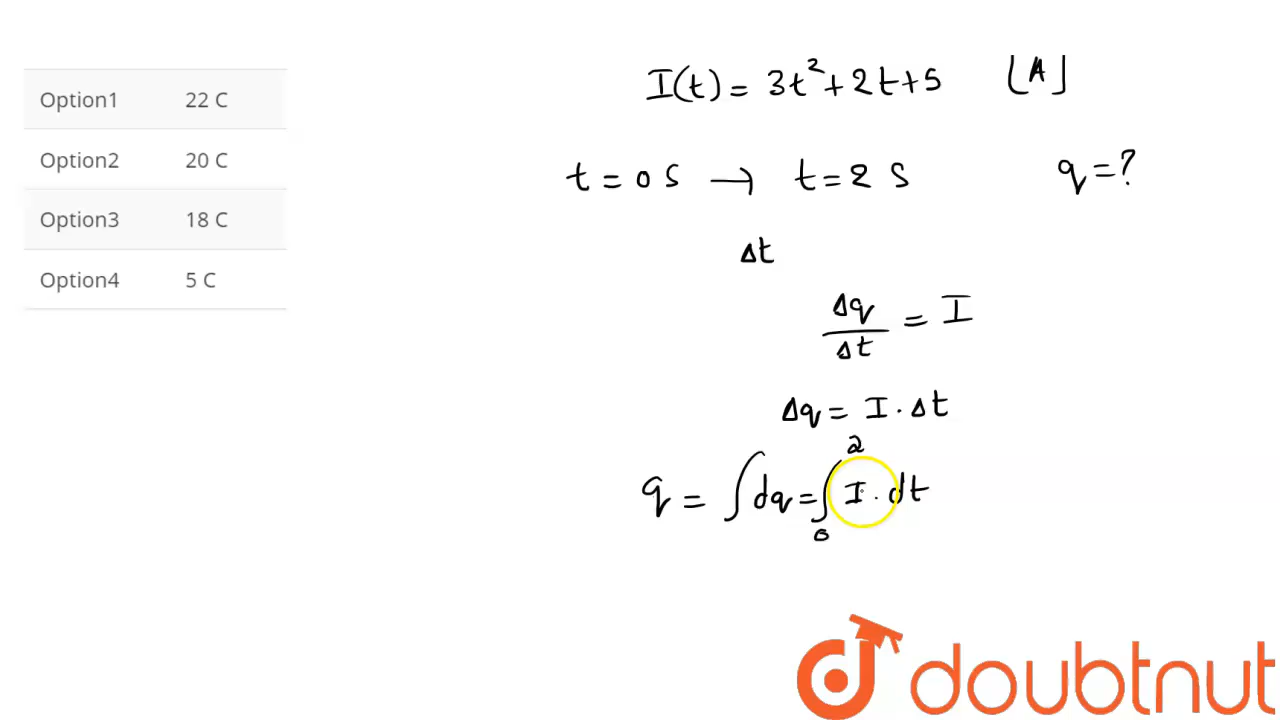 Option1 22 C
Option2 20 C
Option3 18 C
Option4 5 C
I(t) = 3t² + 2t + 5 [A]
t = 0 S → t = 2 S q = ?
Δt
Δq/Δt = I
Δq = I · Δt
q = ∫dq = ∫₀² I · dt
doubtnut